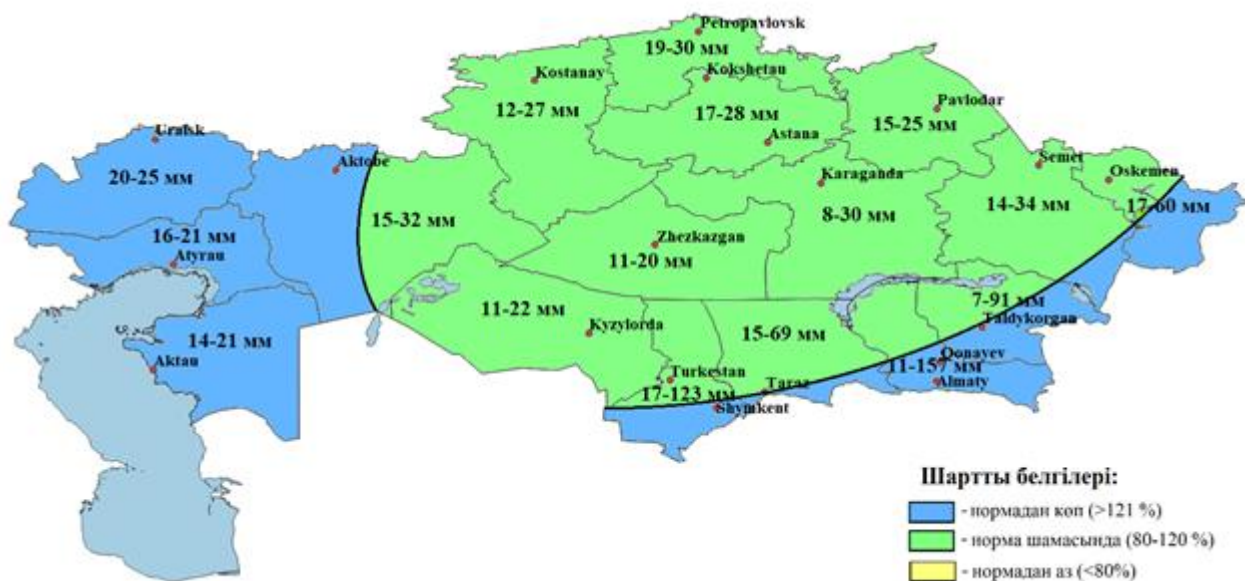 Petropavlovsk
19-30 мм
Kostanay
Kokshetau
12-27 мм
17-28 мм
Pavlodar
15-25 мм
Uralsk
Astana
Aktobe
Semei
Karaganda
Oskemen
20-25 мм
15-32 мм
8-30 мм
14-34 мм
17-60 мм
16-21 мм
Zhezkazgan
Atyrau
11-20 мм
7-91 мм
11-22 мм
Kyzylorda
15-69 мм
Taldykorgan
14-21 мм
Aktau
Qonayev
11-157 мм
Turkestan
Almaty
17-123 мм
Taraz
Shymkent
Шартты белгілері:
- нормадан көп (>121 %)
- норма шамасында (80-120 %)
- нормадан аз (<80%)